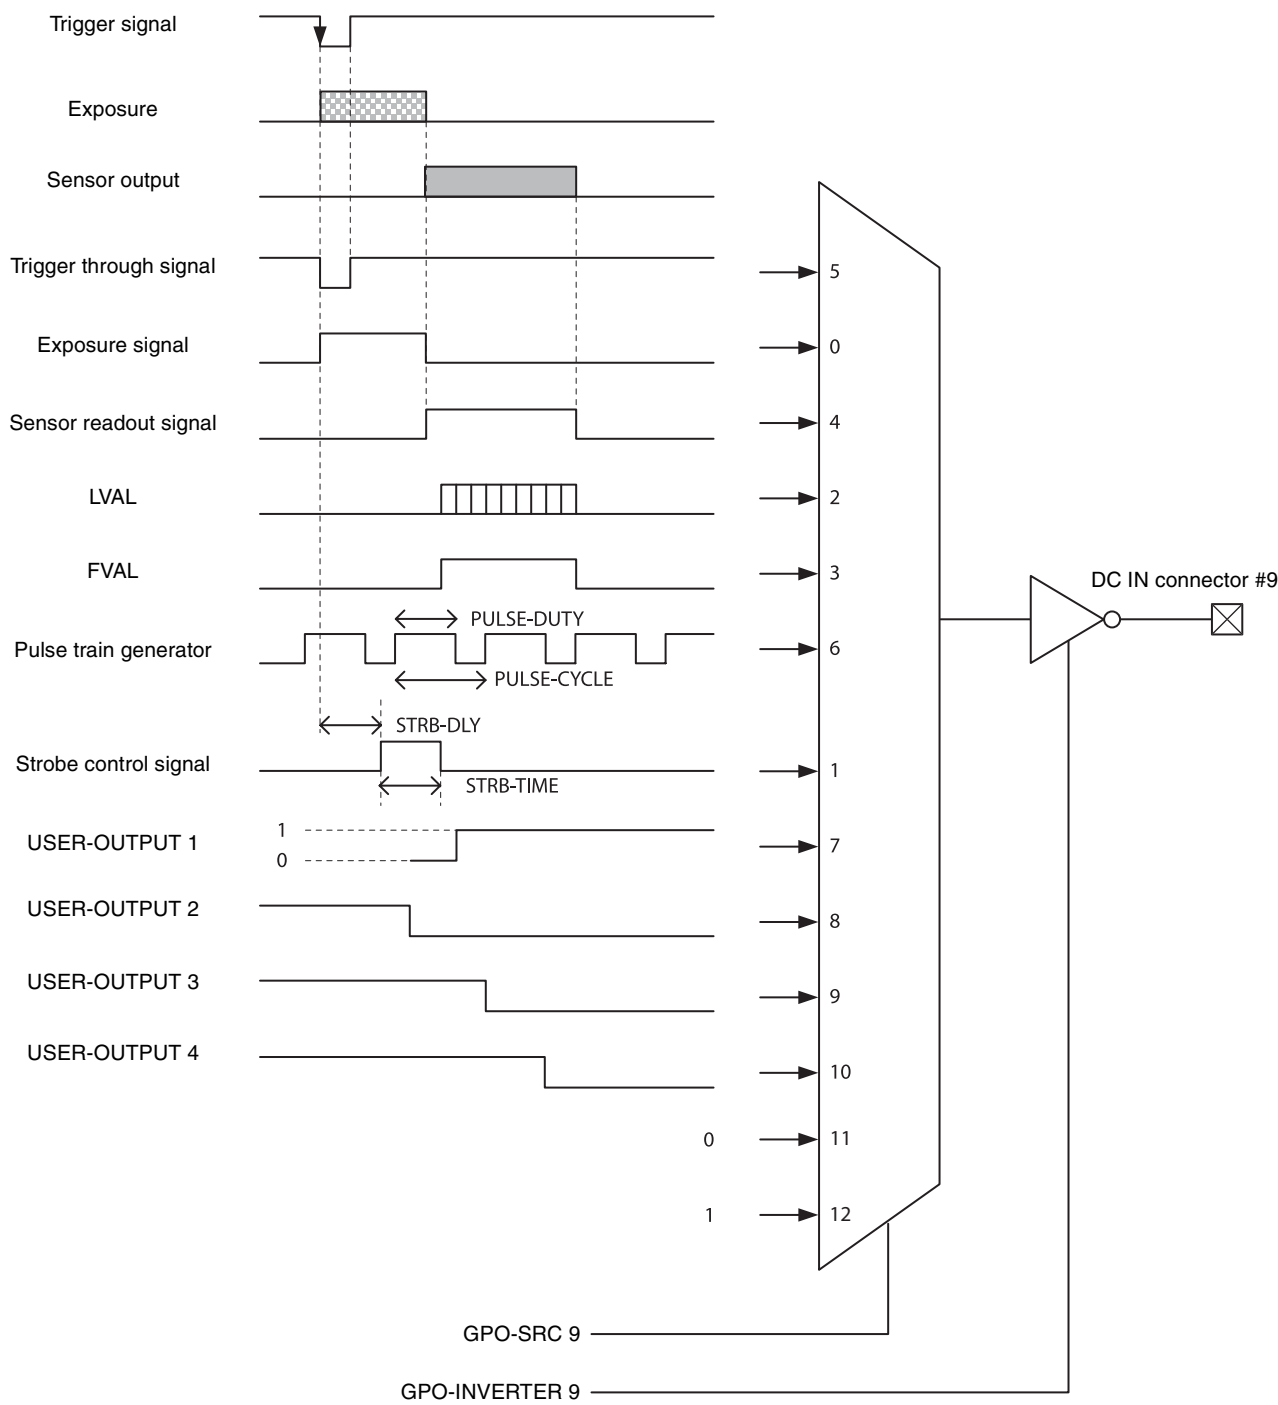 Trigger signal
Exposure
Sensor output
Trigger through signal
5
Exposure signal
0
Sensor readout signal
4
LVAL
2
FVAL
3
DC IN connector #9
PULSE-DUTY
Pulse train generator
6
PULSE-CYCLE
STRB-DLY
Strobe control signal
1
STRB-TIME
USER-OUTPUT 1
1
0
7
USER-OUTPUT 2
8
USER-OUTPUT 3
9
USER-OUTPUT 4
10
0
11
1
12
GPO-SRC 9
GPO-INVERTER 9